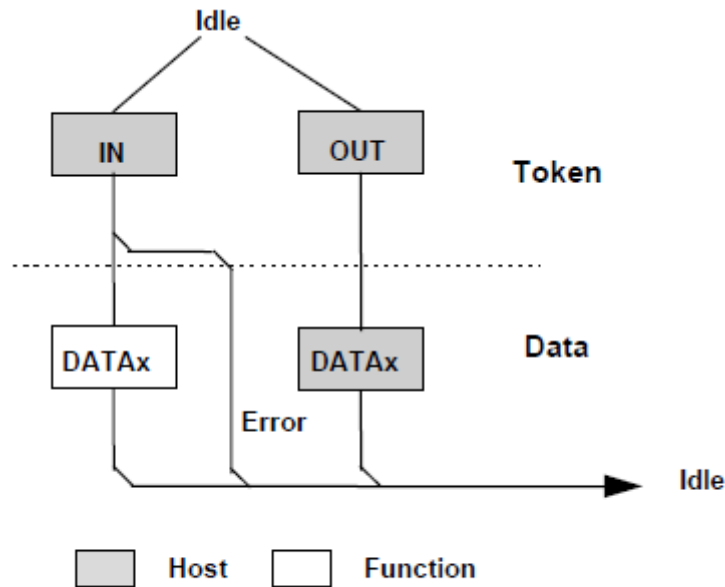 Idle
IN
OUT
Token
DATAx
DATAx
Data
Error
Idle
Host
Function